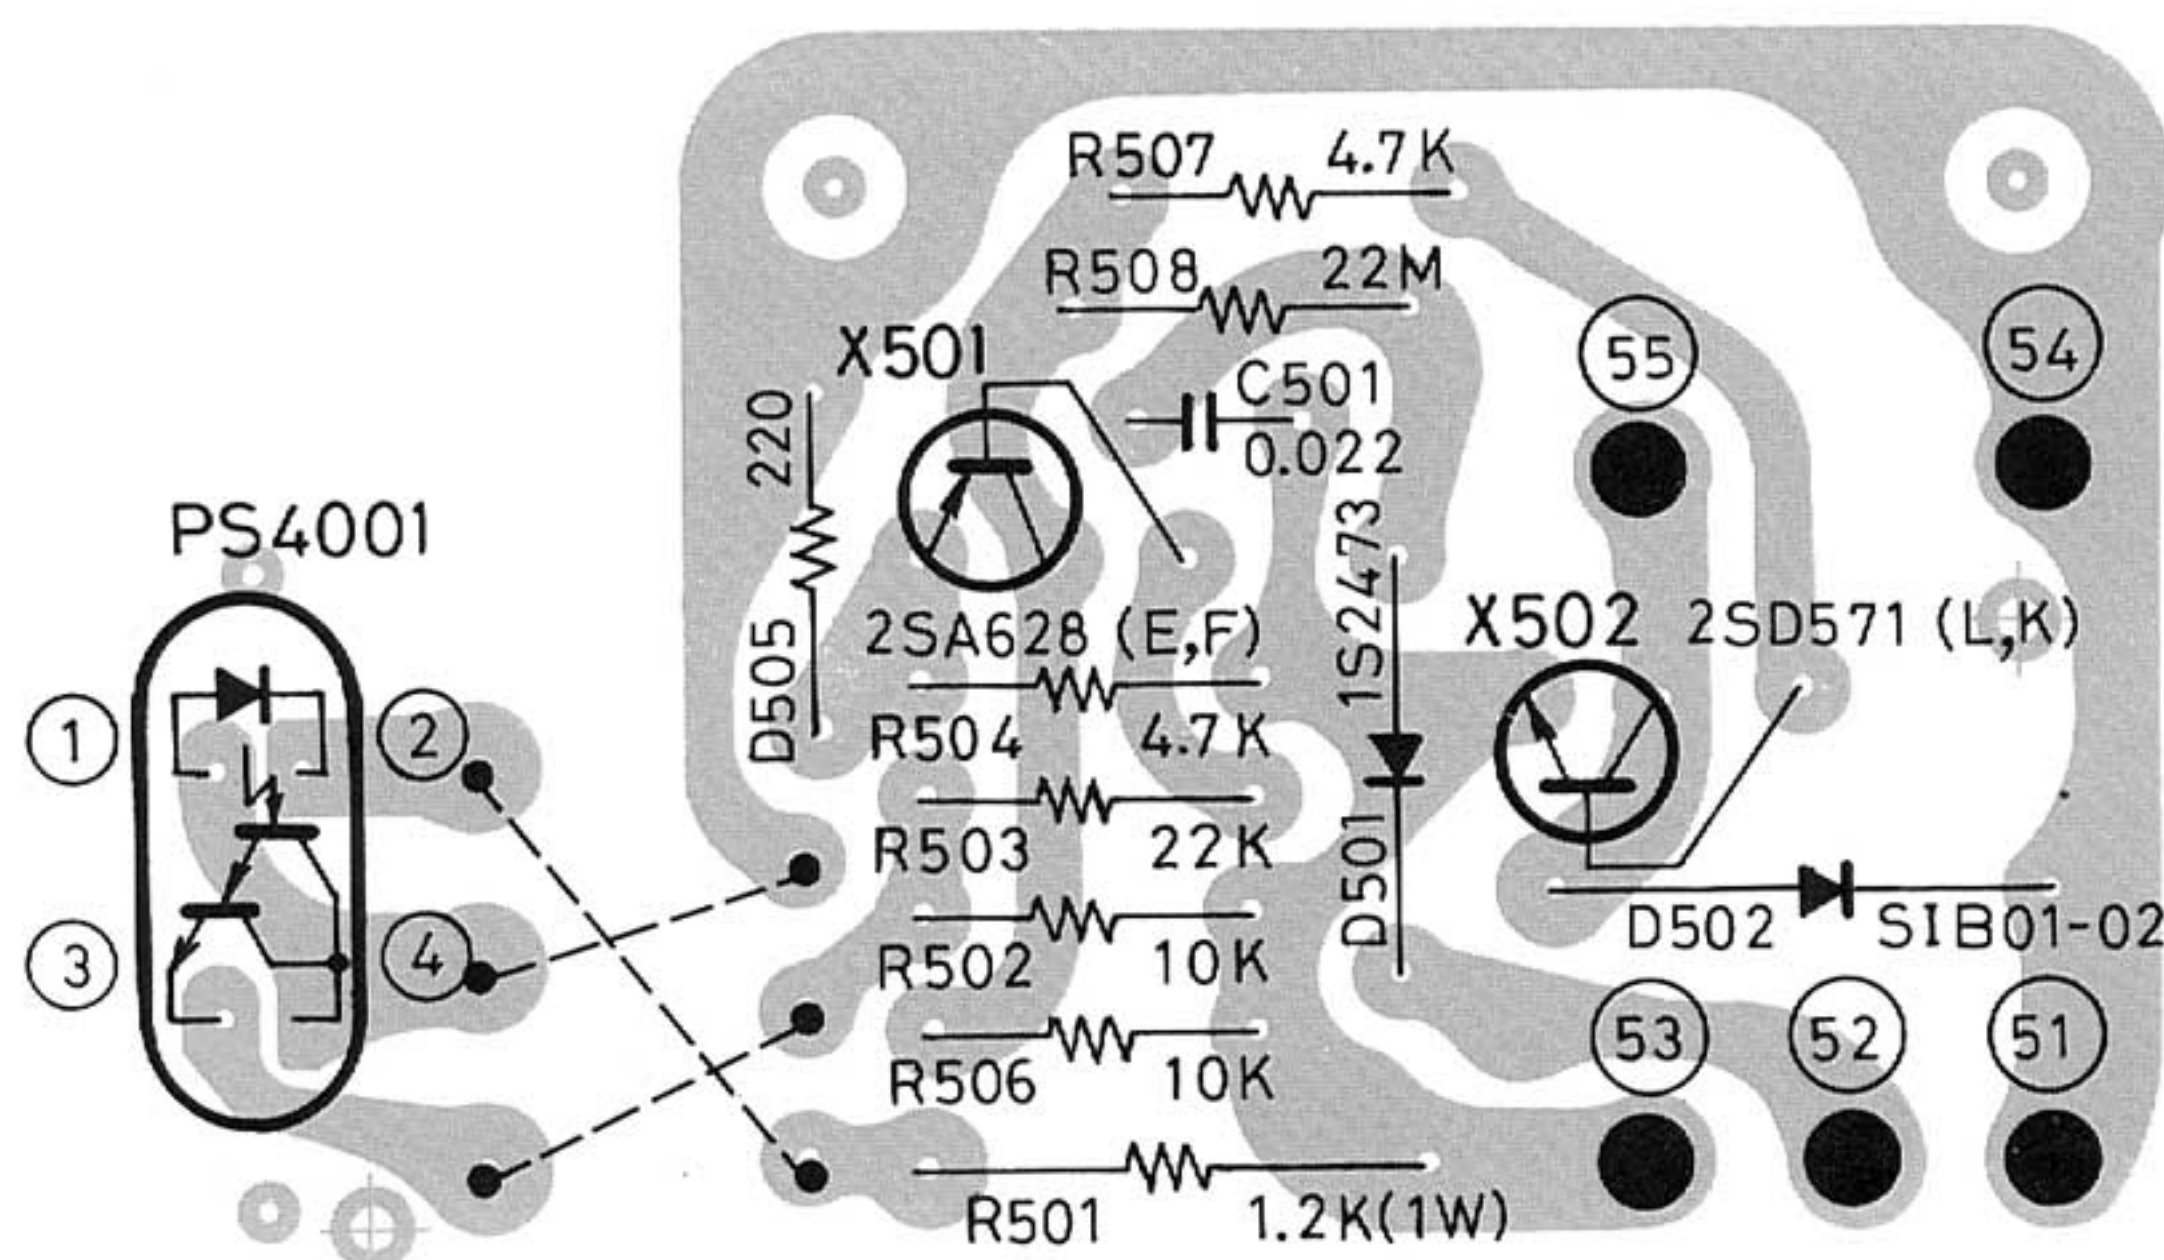 R507 4.7K
R508 22M
X501
C501
0.022
220
D505
55
54
PS4001
1S2473
D501
2SA628 (E,F)
X502 2SD571 (L,K)
R504 4.7K
1
2
R503 22K
3
4
R502 10K
D502 SIB01-02
R506 10K
53
52
51
R501 1.2K(1W)